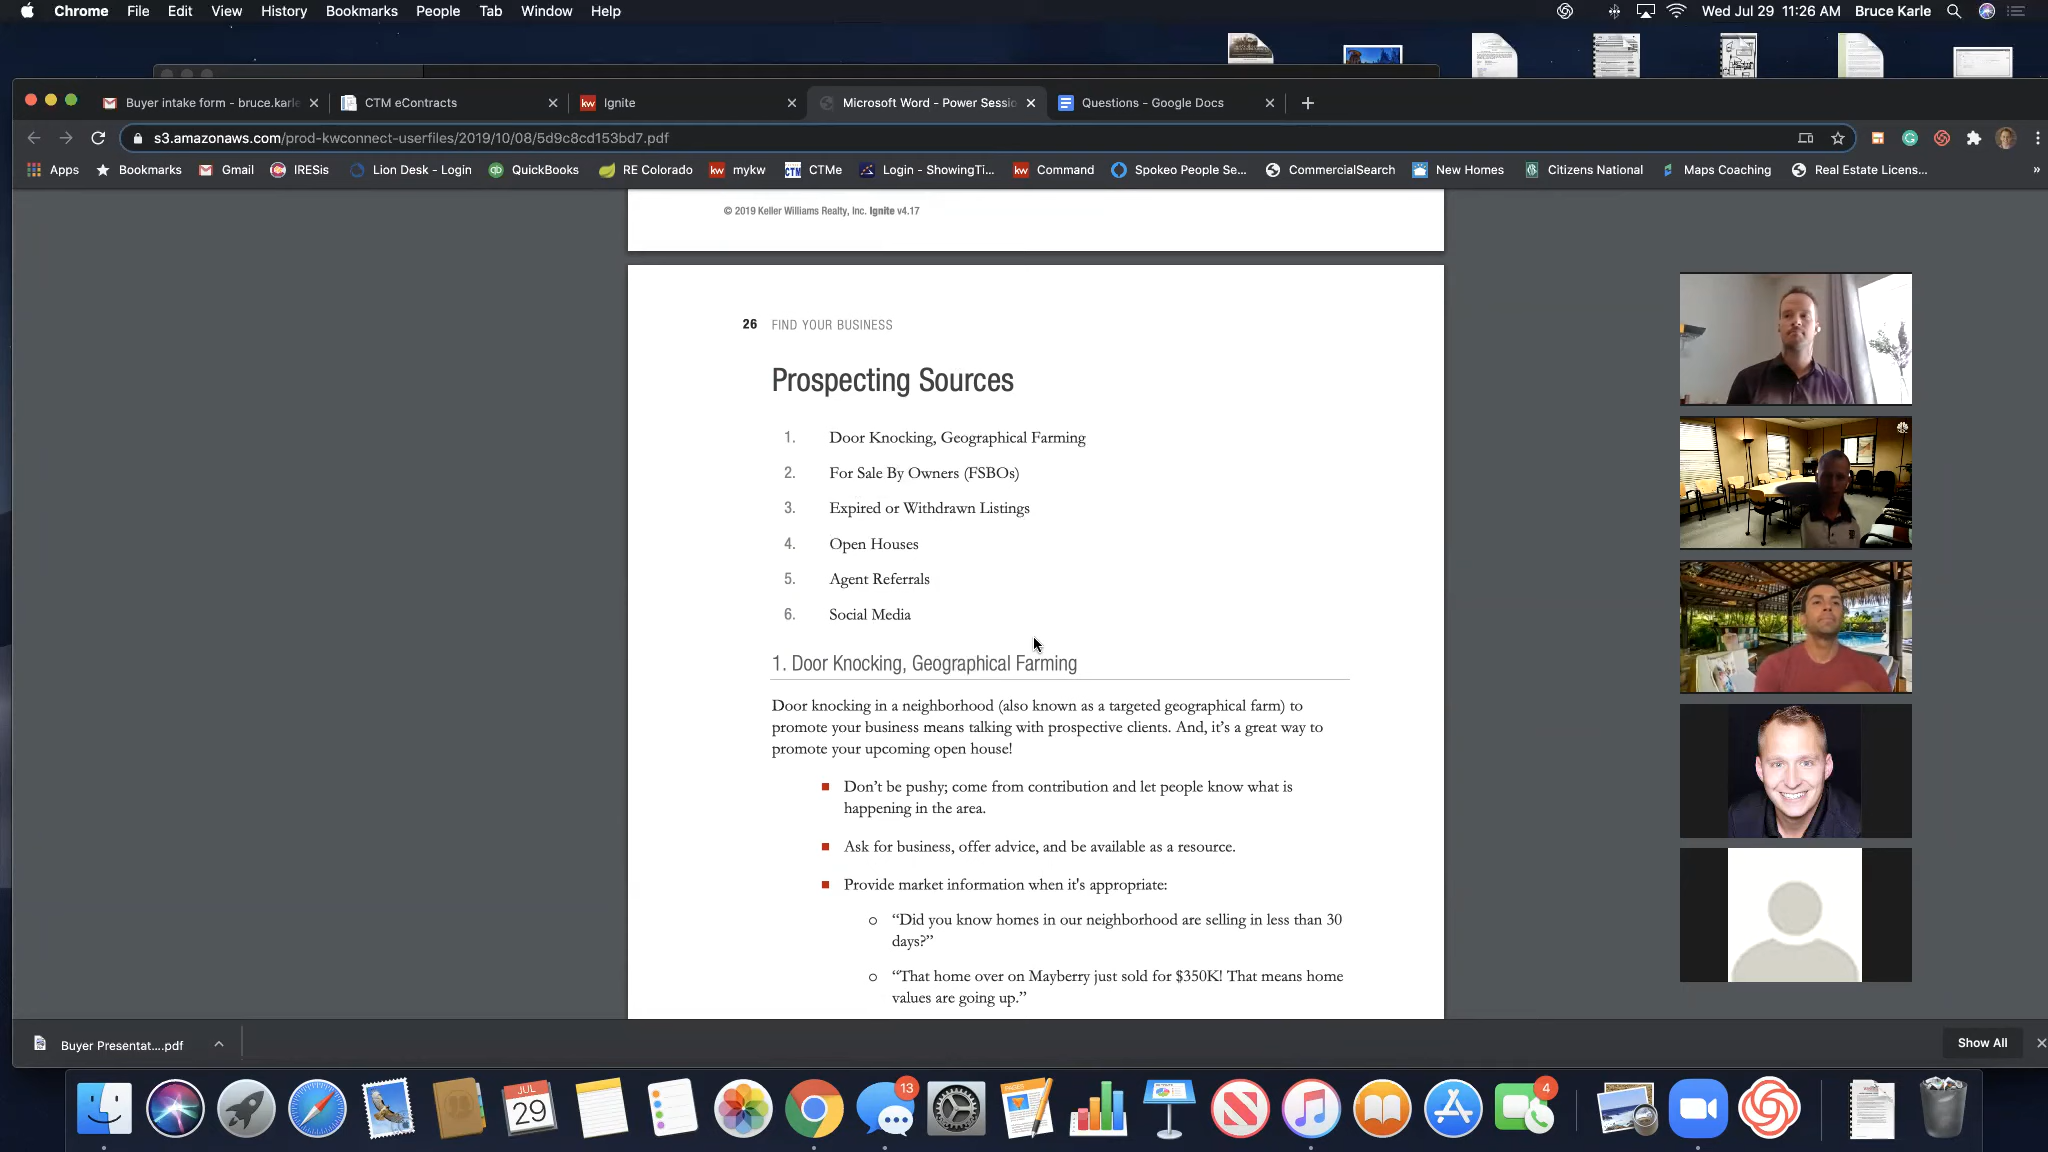 Chrome File Edit View History Bookmarks People Tab Window Help
Wed Jul 29 11:26 AM Bruce Karle
Buyer intake form - bruce.karle
CTM eContracts
kw Ignite
Microsoft Word - Power Sessio
Questions - Google Docs
s3.amazonaws.com/prod-kwconnect-userfiles/2019/10/08/5d9c8cd153bd7.pdf
Apps Bookmarks Gmail IRESis Lion Desk - Login QuickBooks RE Colorado kw mykw CTM CTMe Login - ShowingTi... kw Command Spokeo People Se... CommercialSearch New Homes Citizens National Maps Coaching Real Estate Licens... »
© 2019 Keller Williams Realty, Inc. Ignite v4.17
26 FIND YOUR BUSINESS
Prospecting Sources
1. Door Knocking, Geographical Farming
2. For Sale By Owners (FSBOs)
3. Expired or Withdrawn Listings
4. Open Houses
5. Agent Referrals
6. Social Media
1. Door Knocking, Geographical Farming
Door knocking in a neighborhood (also known as a targeted geographical farm) to
promote your business means talking with prospective clients. And, it’s a great way to
promote your upcoming open house!
Don’t be pushy; come from contribution and let people know what is
happening in the area.
Ask for business, offer advice, and be available as a resource.
Provide market information when it's appropriate:
“Did you know homes in our neighborhood are selling in less than 30
days?”
“That home over on Mayberry just sold for $350K! That means home
values are going up.”
Buyer Presentat....pdf
Show All
JUL
29
13
PAGES
4